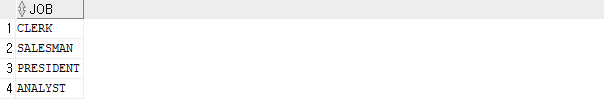 JOB
1 CLERK
2 SALESMAN
3 PRESIDENT
4 ANALYST